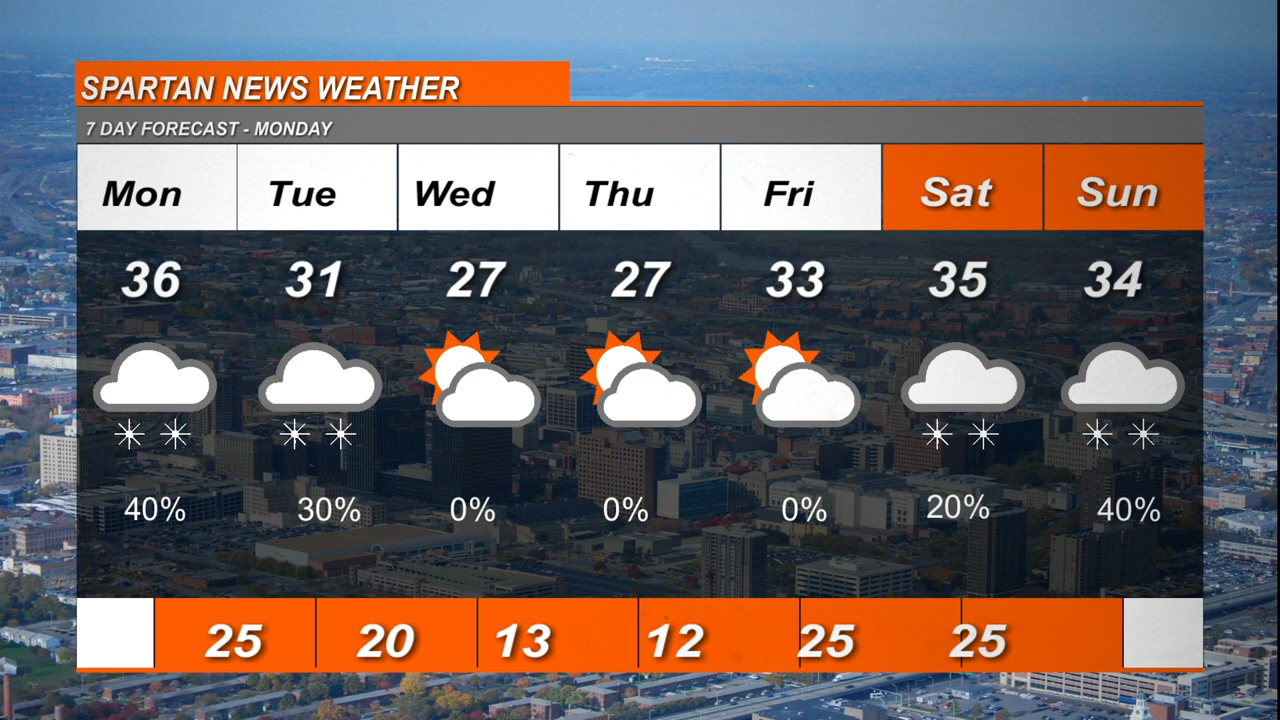 SPARTAN NEWS WEATHER
7 DAY FORECAST - MONDAY
Mon Tue Wed Thu Fri Sat Sun
36 31 27 27 33 35 34
40% 30% 0% 0% 0% 20% 40%
25 20 13 12 25 25